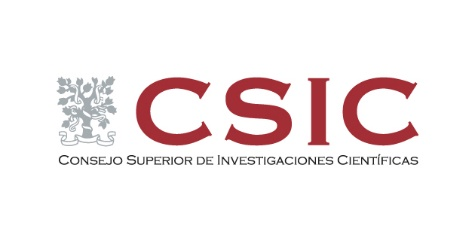 CSIC
CONSEJO SUPERIOR DE INVESTIGACIONES CIENTÍFICAS